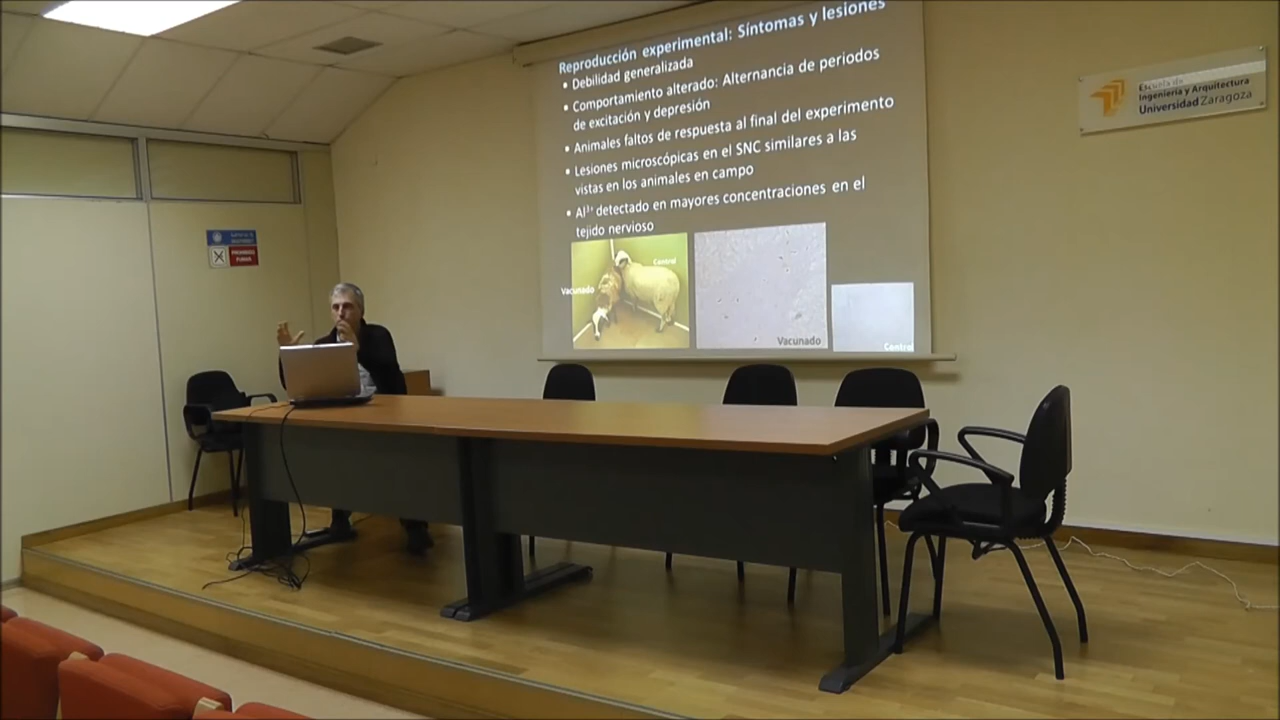 Reproducción experimental: Síntomas y lesiones
• Debilidad generalizada
• Comportamiento alterado: Alternancia de periodos
de excitación y depresión
• Animales faltos de respuesta al final del experimento
• Lesiones microscópicas en el SNC similares a las
vistas en los animales en campo
• Al³⁺ detectado en mayores concentraciones en el
tejido nervioso
Control
Vacunado
Vacunado
Control
Escuela de
Ingeniería y Arquitectura
Universidad Zaragoza